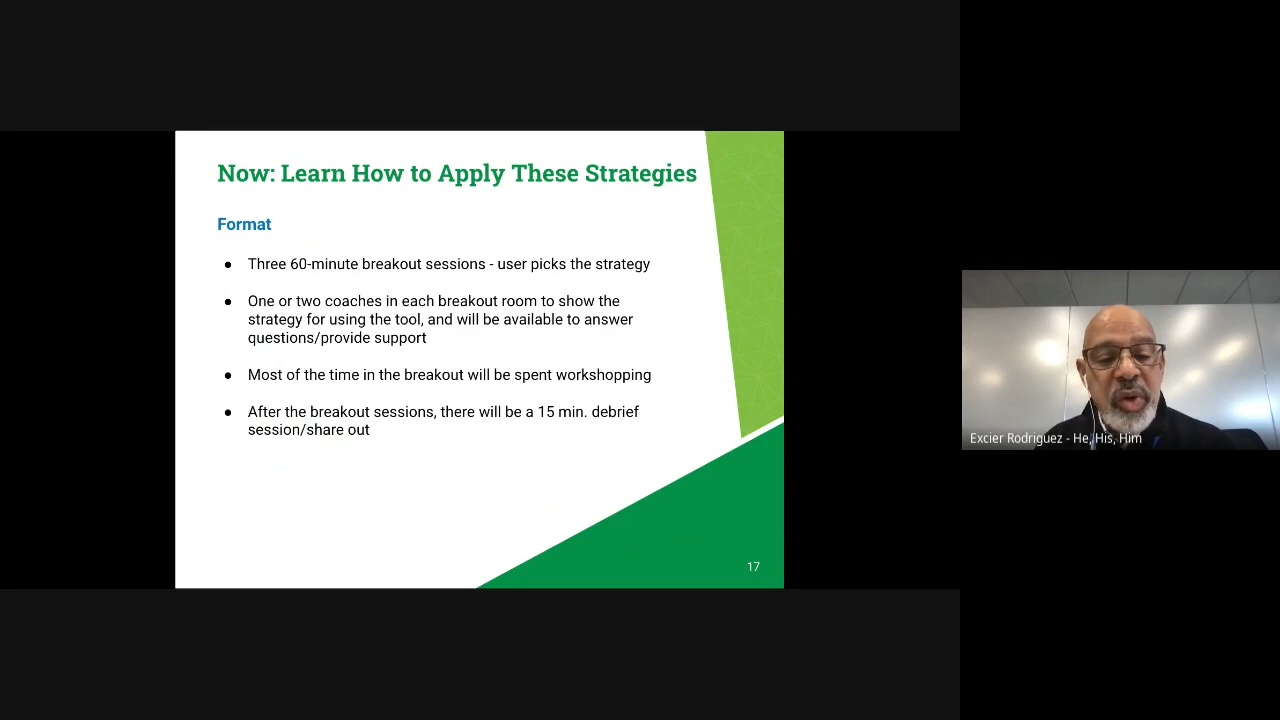 Now: Learn How to Apply These Strategies
Format
● Three 60-minute breakout sessions - user picks the strategy
● One or two coaches in each breakout room to show the
strategy for using the tool, and will be available to answer
questions/provide support
● Most of the time in the breakout will be spent workshopping
● After the breakout sessions, there will be a 15 min. debrief
session/share out
17
Excier Rodriguez - He, His, Him